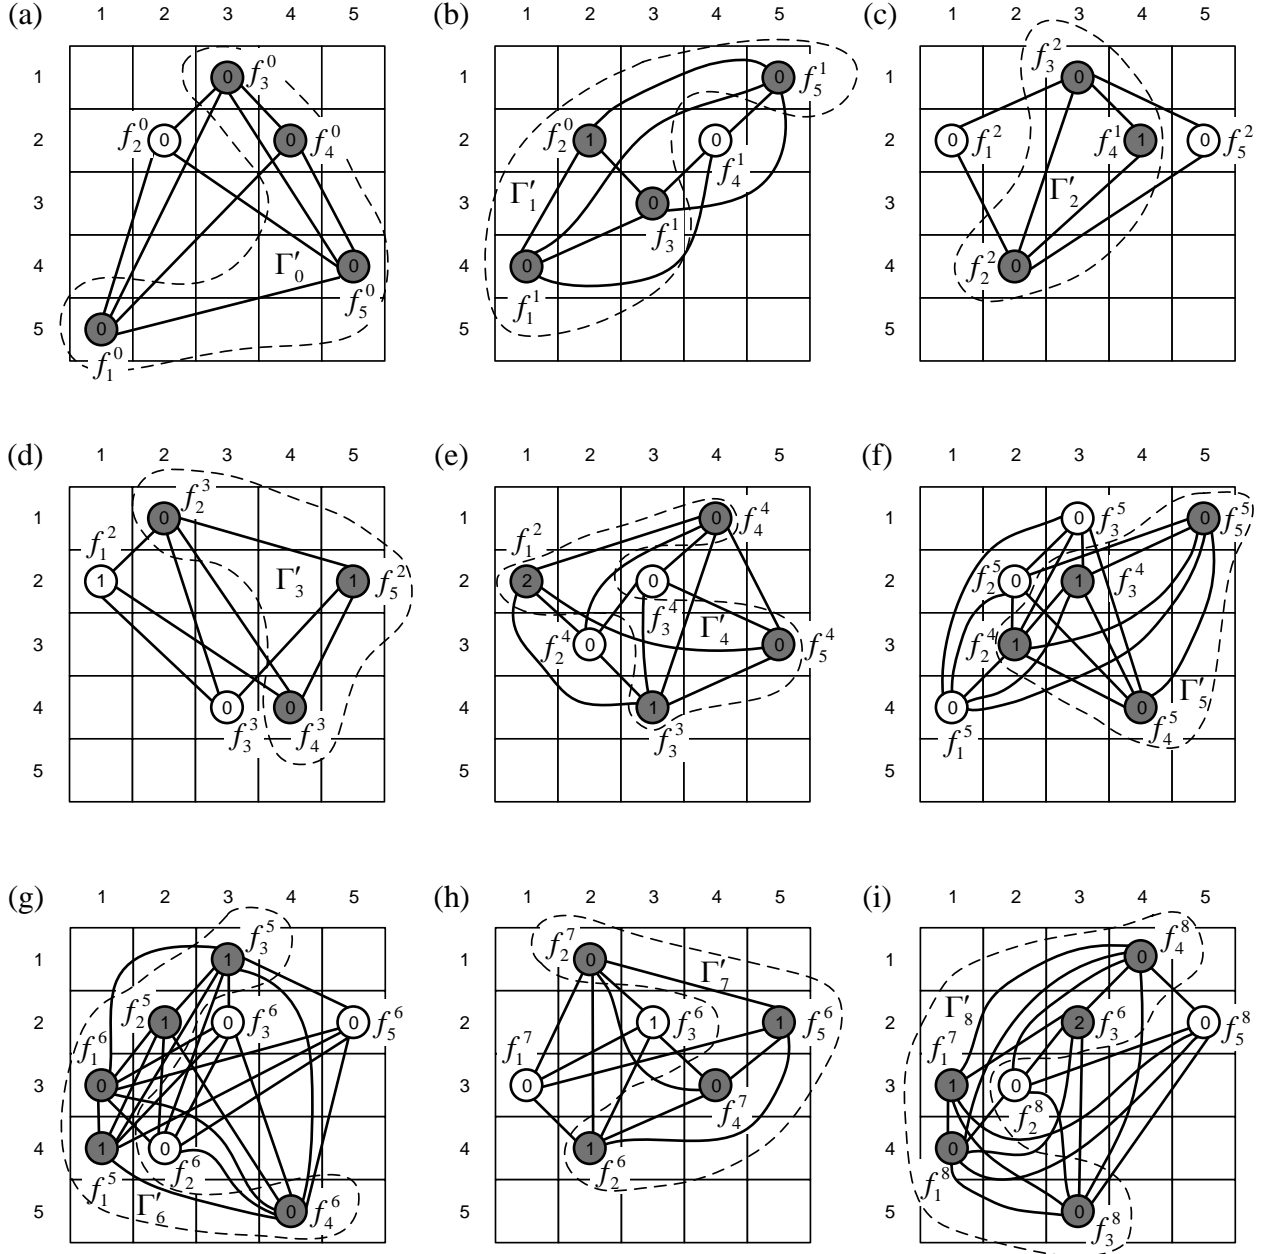 (a) 1 2 3 4 5 (b) 1 2 3 4 5 (c) 1 2 3 4 5
1 0 f_3^0 1 0 f_5^1 1 f_3^2 0
2 f_2^0 0 0 f_4^0 2 f_2^0 1 0 f_4^1 2 0 f_1^2 f_4^1 1 0 f_5^2
3 3 Γ′_1 0 f_3^1 3 Γ′_2
4 Γ′_0 0 f_5^0 4 0 f_1^1 4 f_2^2 0
5 0 f_1^0 5 5
(d) 1 2 3 4 5 (e) 1 2 3 4 5 (f) 1 2 3 4 5
1 0 f_2^3 1 0 f_4^4 1 0 f_3^5 0 f_5^5
2 f_1^2 1 Γ′_3 1 f_5^2 2 f_1^2 2 0 f_3^4 2 f_2^5 0 1 f_3^4
3 3 f_2^4 0 Γ′_4 0 f_5^4 3 f_2^4 1
4 0 f_3^3 0 f_4^3 4 1 f_3^3 4 0 f_1^5 0 f_4^5 Γ′_5
5 5 5
(g) 1 2 3 4 5 (h) 1 2 3 4 5 (i) 1 2 3 4 5
1 1 f_3^5 1 f_2^7 0 Γ′_7 1 0 f_4^8
2 f_2^5 1 0 f_3^6 0 f_5^6 2 1 f_3^6 1 f_5^6 2 Γ′_8 2 f_3^6 0 f_5^8
3 f_1^6 0 3 f_1^7 0 0 f_4^7 3 f_1^7 1 0 f_2^8
4 1 f_1^5 0 f_2^6 4 1 f_2^6 4 0 f_1^8
5 Γ′_6 0 f_4^6 5 5 0 f_3^8